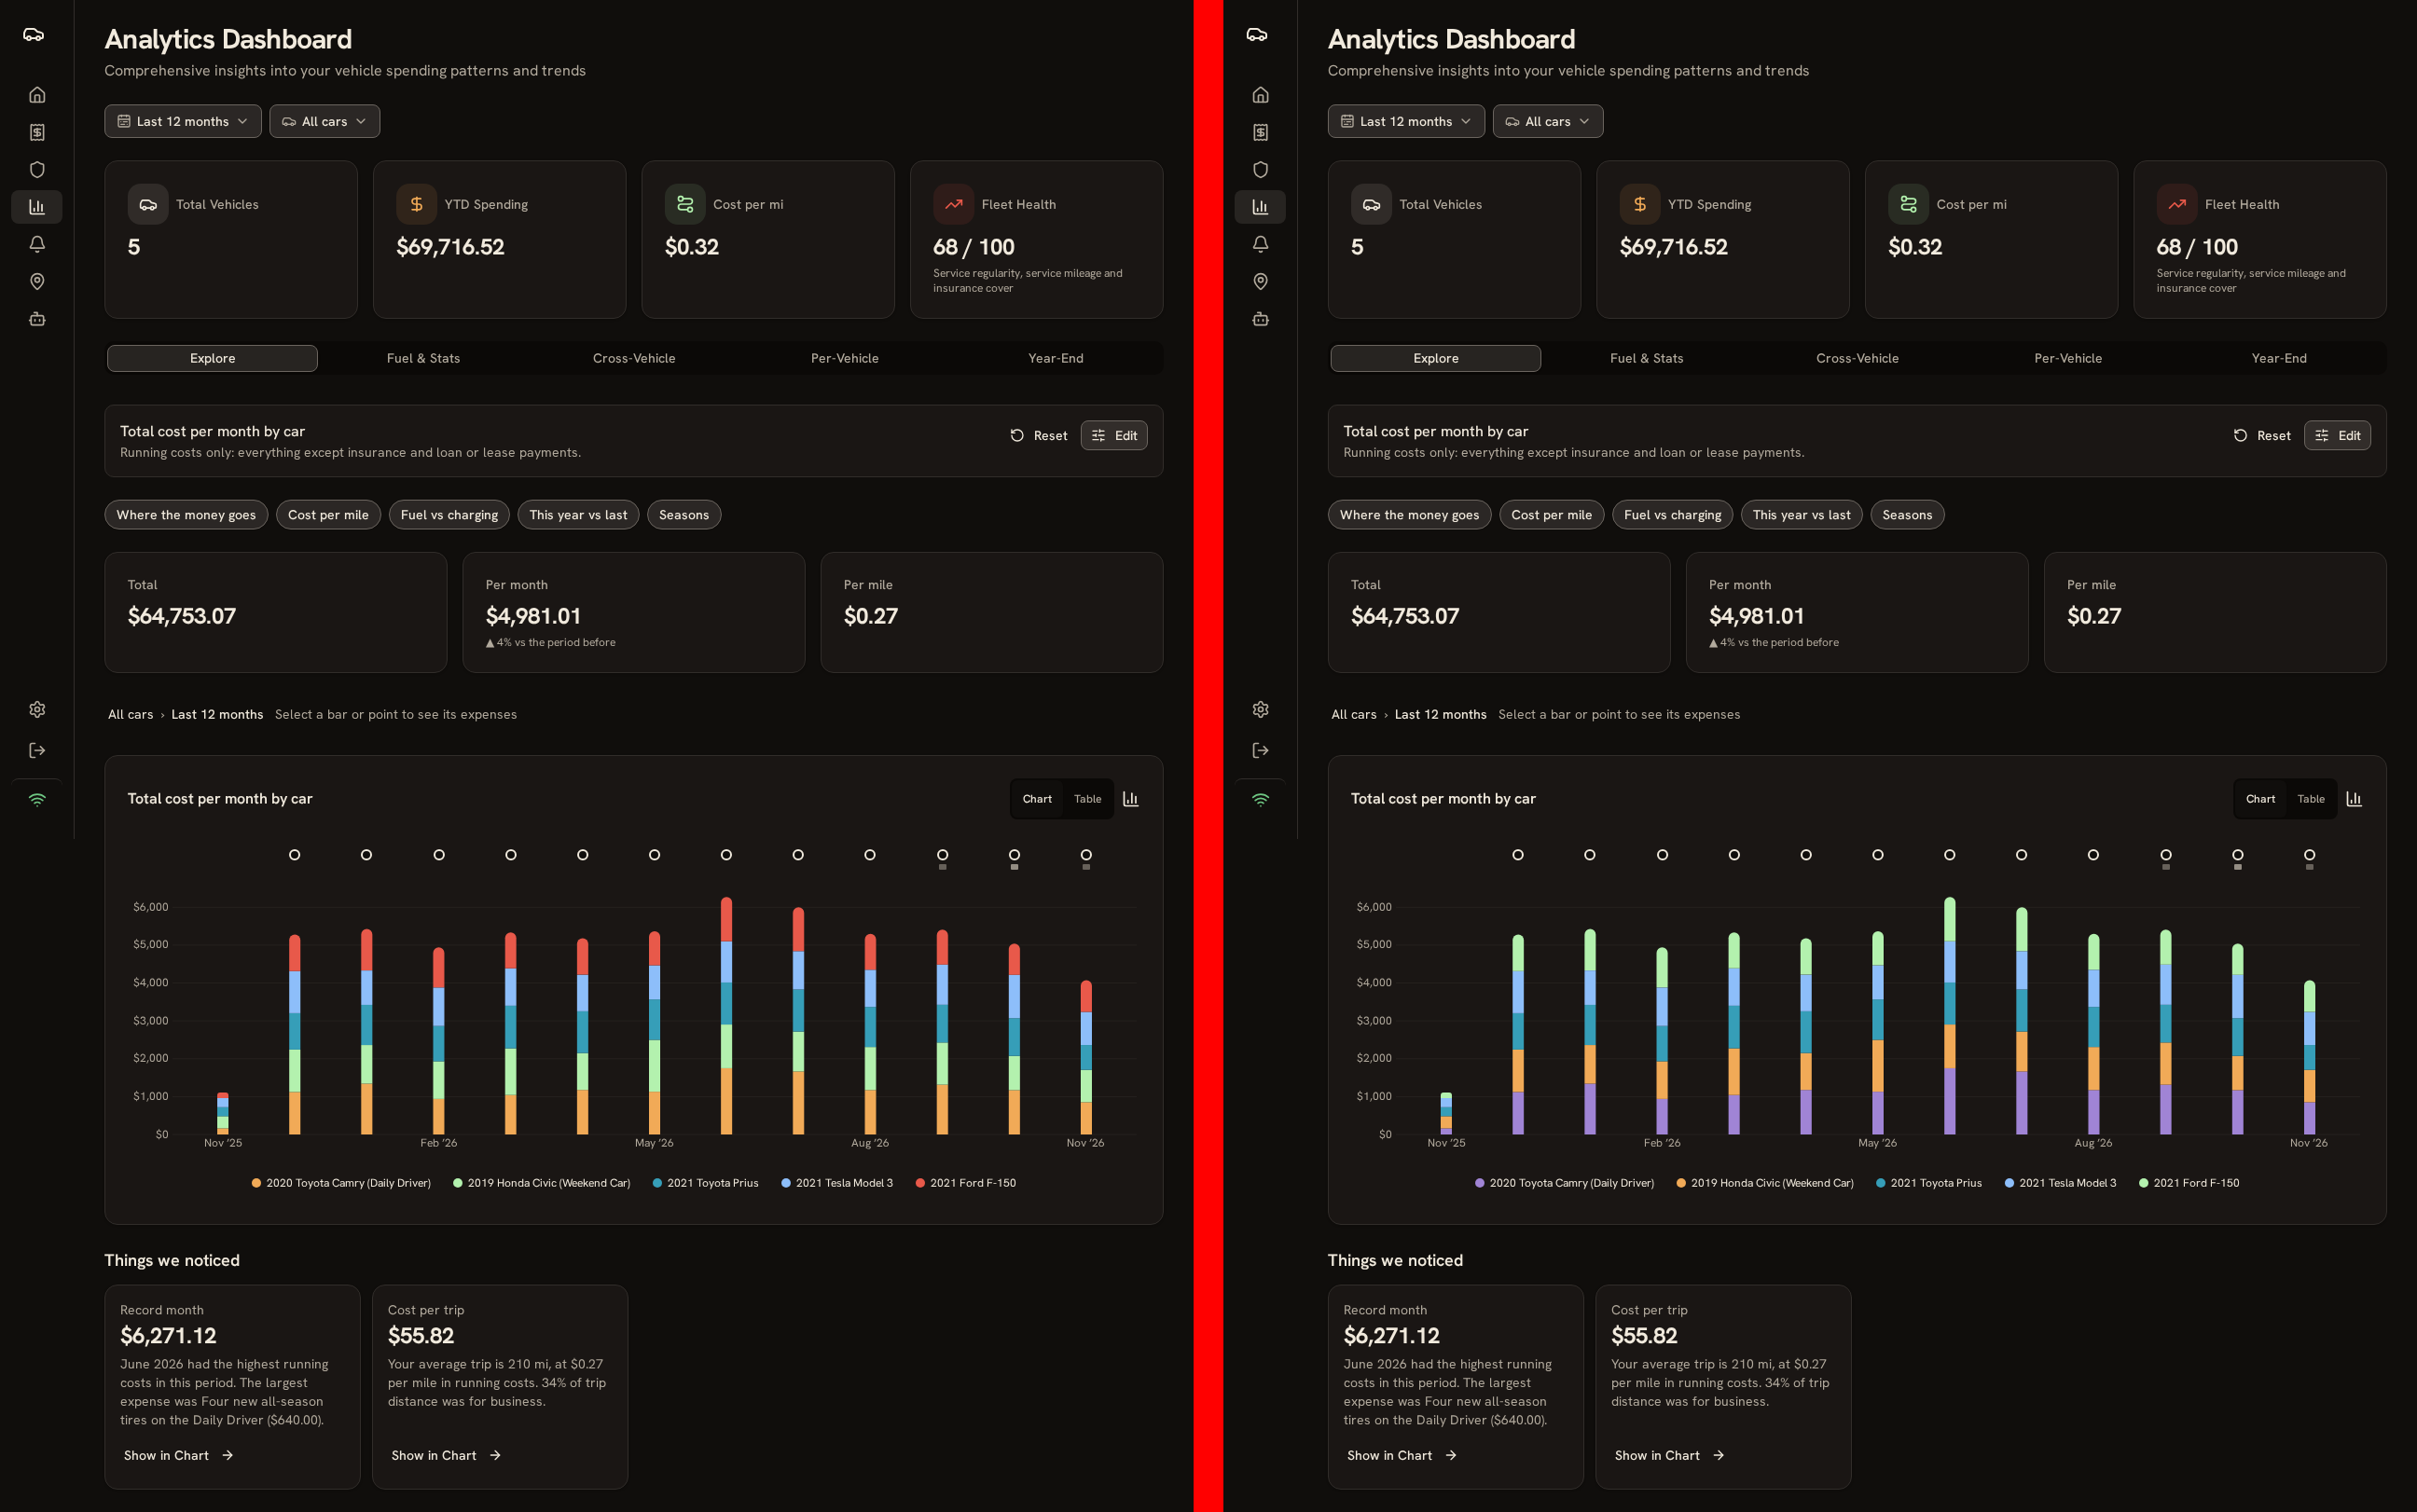 Analytics Dashboard
Comprehensive insights into your vehicle spending patterns and trends
Last 12 months
All cars
Total Vehicles
5
YTD Spending
$69,716.52
Cost per mi
$0.32
Fleet Health
68 / 100
Service regularity, service mileage and
insurance cover
Explore
Fuel & Stats
Cross-Vehicle
Per-Vehicle
Year-End
Total cost per month by car
Running costs only: everything except insurance and loan or lease payments.
Reset
Edit
Where the money goes
Cost per mile
Fuel vs charging
This year vs last
Seasons
Total
$64,753.07
Per month
$4,981.01
▲ 4% vs the period before
Per mile
$0.27
All cars › Last 12 months Select a bar or point to see its expenses
Total cost per month by car
Chart
Table
$6,000
$5,000
$4,000
$3,000
$2,000
$1,000
$0
Nov '25
Feb '26
May '26
Aug '26
Nov '26
2020 Toyota Camry (Daily Driver)
2019 Honda Civic (Weekend Car)
2021 Toyota Prius
2021 Tesla Model 3
2021 Ford F-150
Things we noticed
Record month
$6,271.12
June 2026 had the highest running
costs in this period. The largest
expense was Four new all-season
tires on the Daily Driver ($640.00).
Show in Chart
Cost per trip
$55.82
Your average trip is 210 mi, at $0.27
per mile in running costs. 34% of trip
distance was for business.
Show in Chart
Analytics Dashboard
Comprehensive insights into your vehicle spending patterns and trends
Last 12 months
All cars
Total Vehicles
5
YTD Spending
$69,716.52
Cost per mi
$0.32
Fleet Health
68 / 100
Service regularity, service mileage and
insurance cover
Explore
Fuel & Stats
Cross-Vehicle
Per-Vehicle
Year-End
Total cost per month by car
Running costs only: everything except insurance and loan or lease payments.
Reset
Edit
Where the money goes
Cost per mile
Fuel vs charging
This year vs last
Seasons
Total
$64,753.07
Per month
$4,981.01
▲ 4% vs the period before
Per mile
$0.27
All cars › Last 12 months Select a bar or point to see its expenses
Total cost per month by car
Chart
Table
$6,000
$5,000
$4,000
$3,000
$2,000
$1,000
$0
Nov '25
Feb '26
May '26
Aug '26
Nov '26
2020 Toyota Camry (Daily Driver)
2019 Honda Civic (Weekend Car)
2021 Toyota Prius
2021 Tesla Model 3
2021 Ford F-150
Things we noticed
Record month
$6,271.12
June 2026 had the highest running
costs in this period. The largest
expense was Four new all-season
tires on the Daily Driver ($640.00).
Show in Chart
Cost per trip
$55.82
Your average trip is 210 mi, at $0.27
per mile in running costs. 34% of trip
distance was for business.
Show in Chart